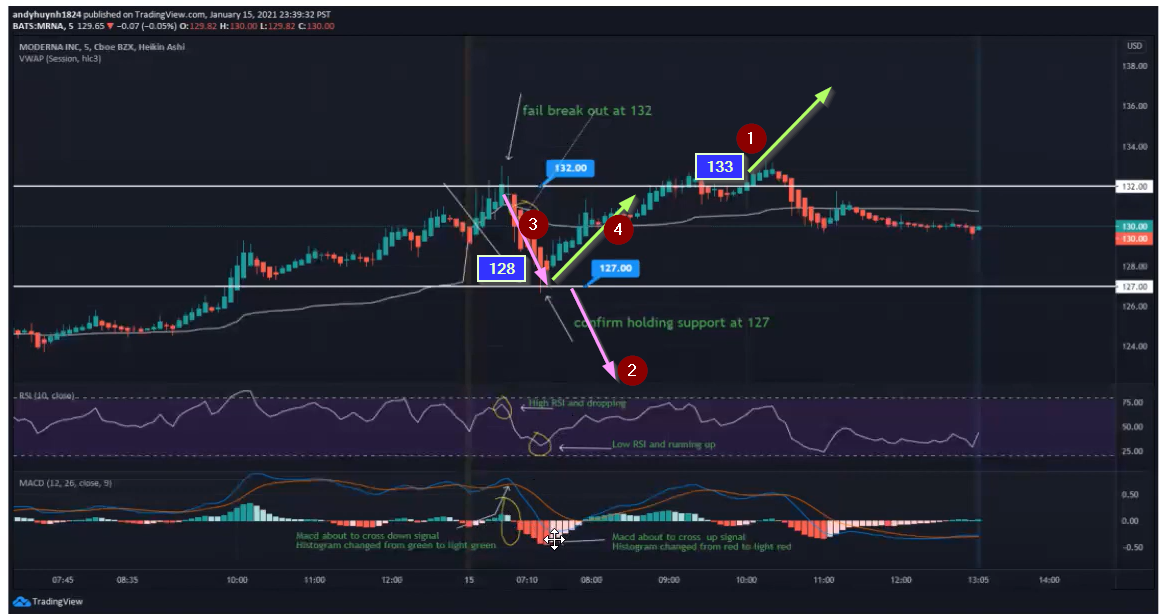 andyhuynh1824 published on TradingView.com, January 15, 2021 23:39:32 PST
BATS:MRNA, 5 129.65 ▼ −0.07 (−0.05%) O:129.82 H:130.00 L:129.82 C:130.00
MODERNA INC, 5, Cboe BZX, Heikin Ashi
VWAP (Session, hlc3)
USD
138.00
136.00
134.00
132.00
130.00
130.00
128.00
127.00
126.00
124.00
fail break out at 132
1
133
132.00
3
4
128
127.00
confirm holding support at 127
2
RSI (10, close)
High RSI and dropping
Low RSI and running up
75.00
50.00
25.00
MACD (12, 26, close, 9)
Macd about to cross down signal
Histogram changed from green to light green
Macd about to cross up signal
Histogram changed from red to light red
0.50
0.00
-0.50
07:45
08:35
10:00
11:00
12:00
15
07:10
08:00
09:00
10:00
11:00
12:00
13:05
14:00
TradingView